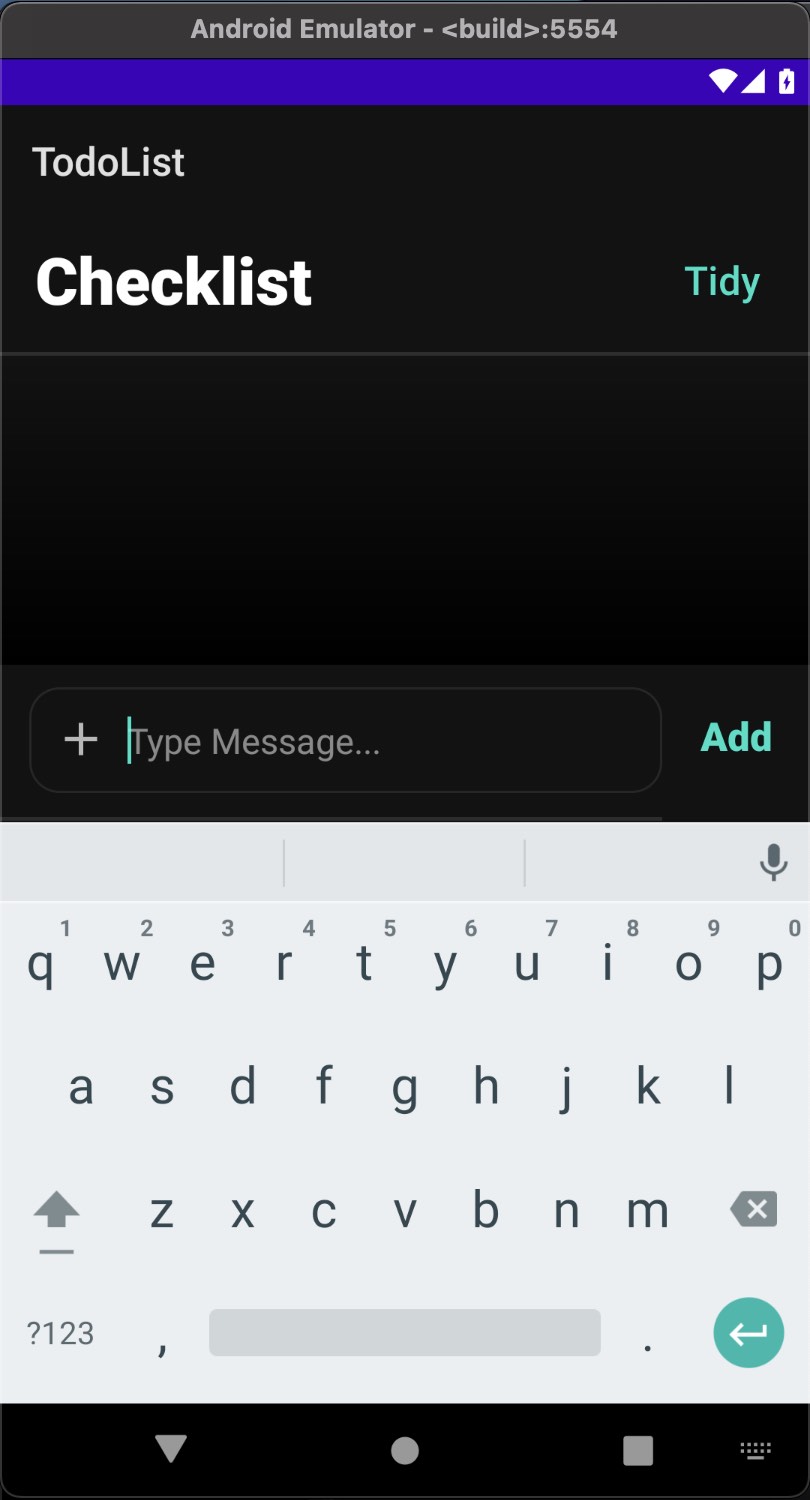 Android Emulator - <build>:5554
TodoList
Checklist
Tidy
Type Message...
Add
1 2 3 4 5 6 7 8 9 0
q w e r t y u i o p
a s d f g h j k l
z x c v b n m
?123 , .